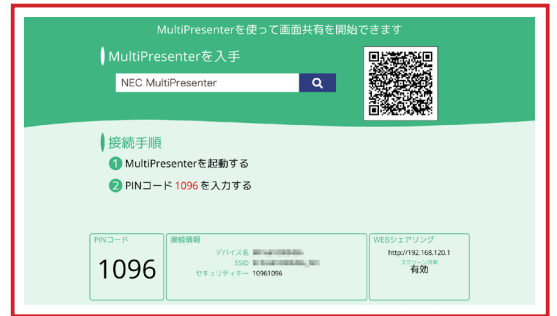 MultiPresenterを使って画面共有を開始できます
MultiPresenterを入手
NEC MultiPresenter
接続手順
1 MultiPresenterを起動する
2 PINコード 1096 を入力する
PINコード
1096
接続情報
デバイス名
SSID
セキュリティキー 10961096
WEBシェアリング
http://192.168.120.1
スクリーン送信
有効